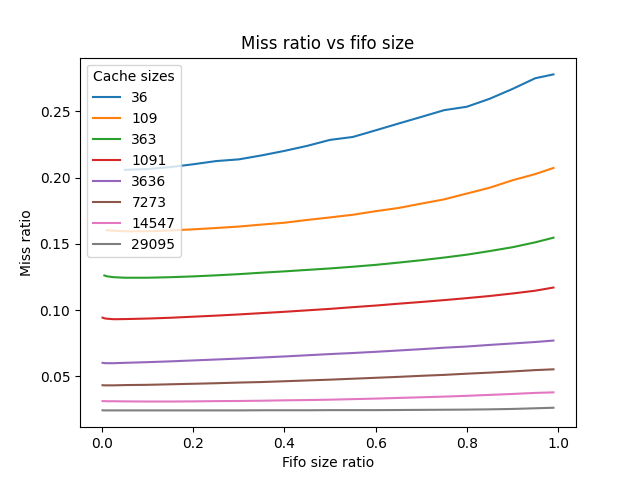 Miss ratio vs fifo size
Cache sizes
36
109
363
1091
3636
7273
14547
29095
0.25
0.20
0.15
0.10
0.05
Miss ratio
0.0 0.2 0.4 0.6 0.8 1.0
Fifo size ratio